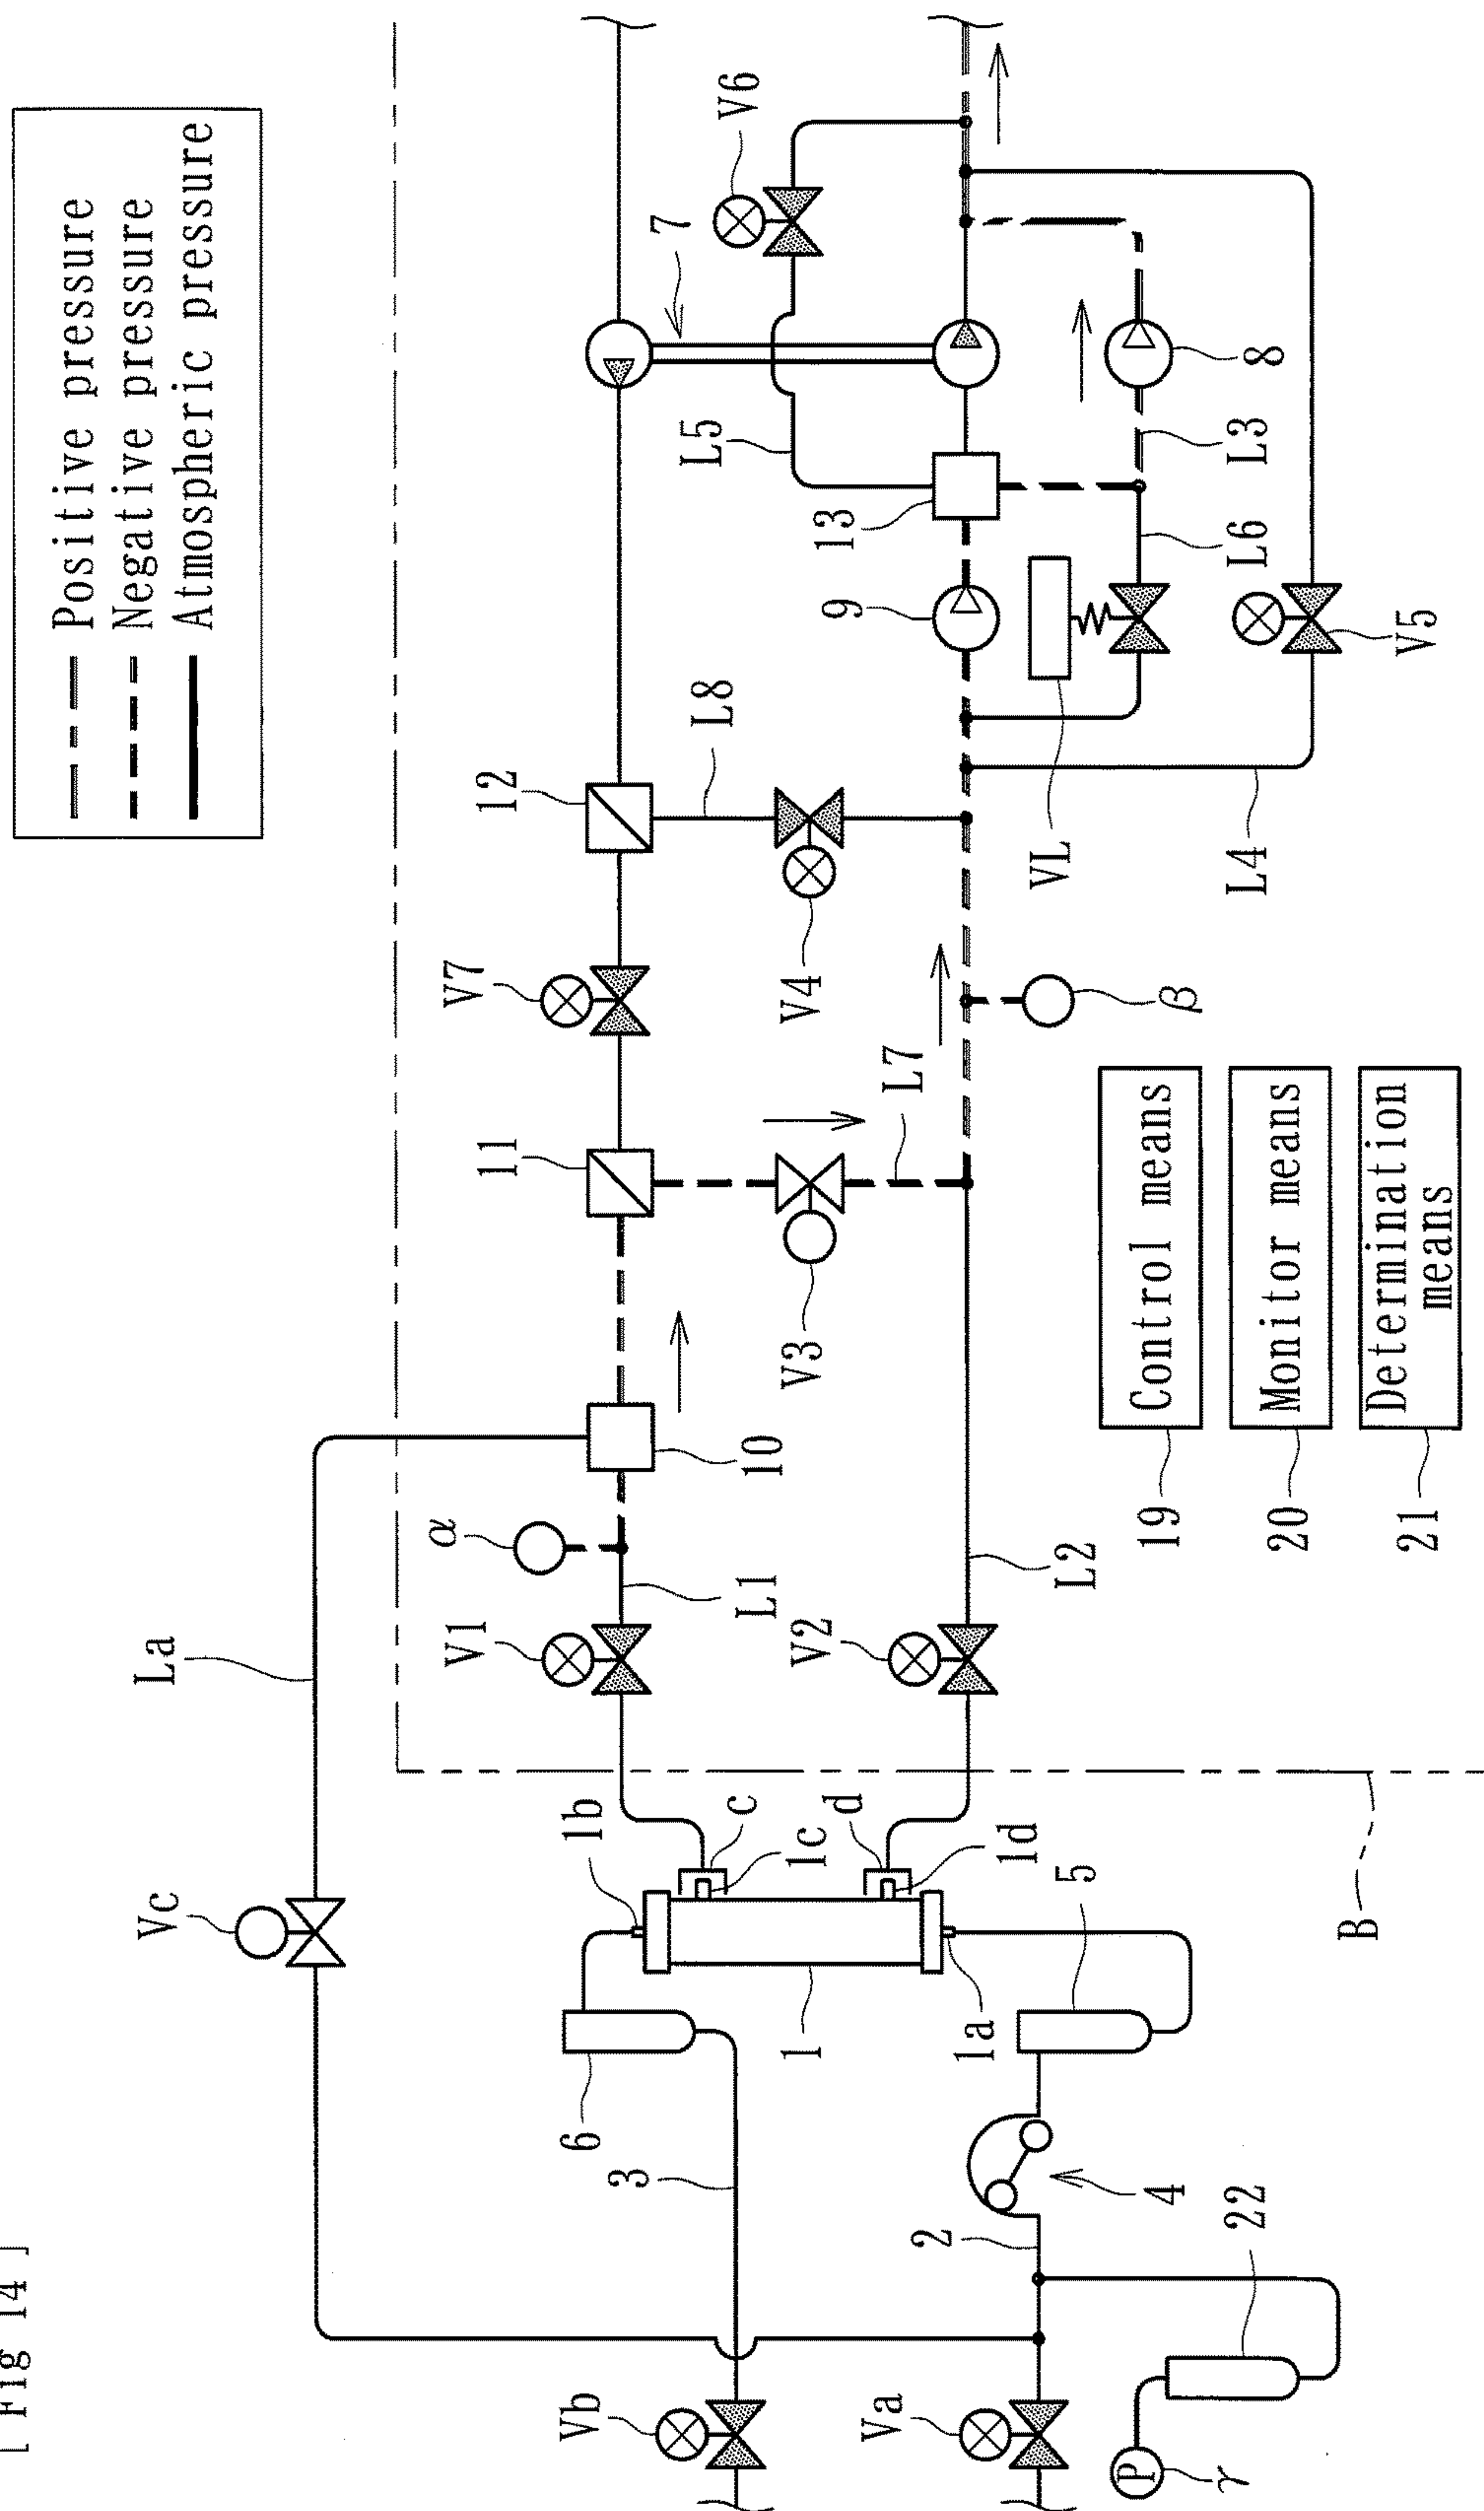 [ Fig 14 ]
Positive pressure
Negative pressure
Atmospheric pressure
La
Vc
V1
α
10
11
V7
12
L1
L8
V4
V3
L7
7
V6
L5
13
9
8
L3
L6
V5
VL
L4
β
V2
L2
1b
c
1c
d
1d
1
1a
5
6
3
4
2
22
Vb
Va
P
γ
B
19
Control means
20
Monitor means
21
Determination
means